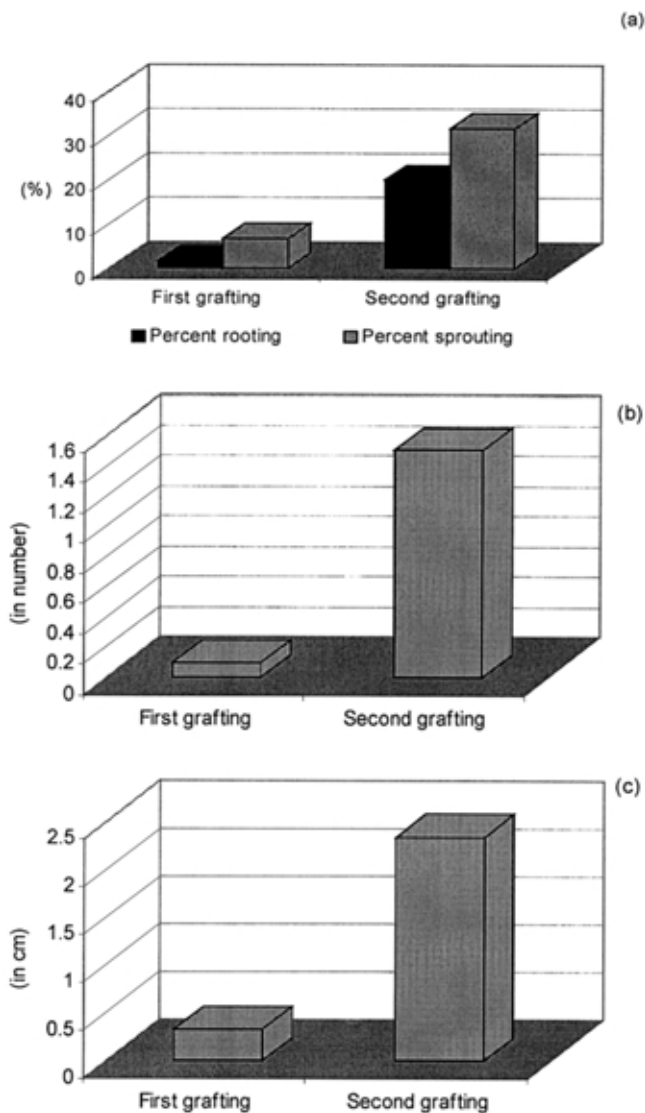 (a)
40
30
(%) 20
10
0
First grafting Second grafting
Percent rooting Percent sprouting
(b)
1.6
1.4
1.2
1
0.8
0.6
0.4
0.2
0
(in number)
First grafting Second grafting
(c)
2.5
2
1.5
1
0.5
0
(in cm)
First grafting Second grafting